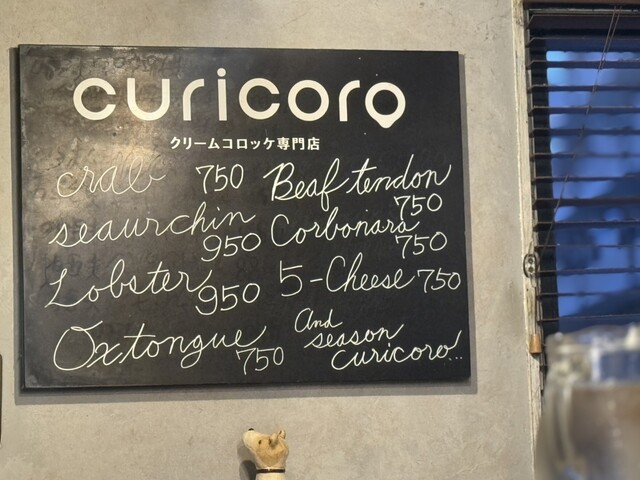 curicoro
クリームコロッケ専門店
crab 750
seaurchin 950
Lobster 950
Oxtongue 750
Beaf tendon 750
Corbonara 750
5-Cheese 750
And
season
curicoro...